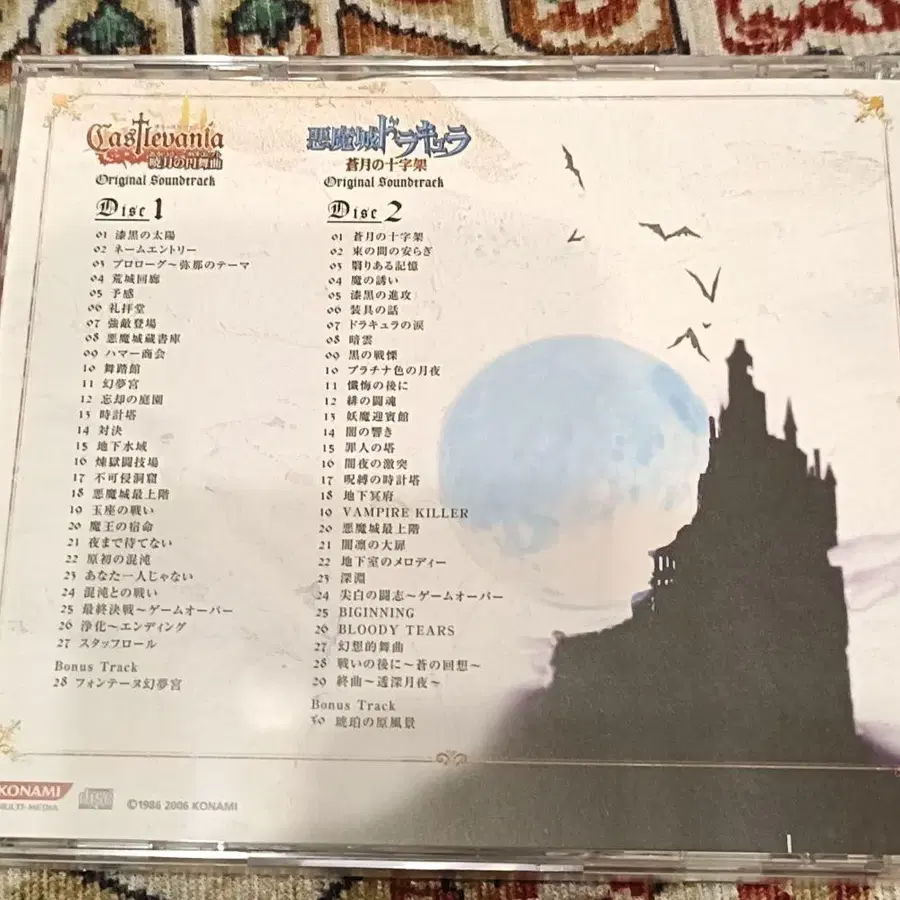 Castlevania
暁月の円舞曲
Original Soundtrack
Disc 1
01 漆黒の太陽
02 ネームエントリー
03 プロローグ～弥那のテーマ
04 荒城回廊
05 予感
06 礼拝堂
07 強敵登場
08 悪魔城蔵書庫
09 ハマー商会
10 舞踏館
11 幻夢宮
12 忘却の庭園
13 時計塔
14 対決
15 地下水域
16 煉獄闘技場
17 不可侵洞窟
18 悪魔城最上階
19 玉座の戦い
20 魔王の宿命
21 夜まで待てない
22 原初の混沌
23 あなた一人じゃない
24 混沌との戦い
25 最終決戦～ゲームオーバー
26 浄化～エンディング
27 スタッフロール
Bonus Track
28 フォンテーヌ幻夢宮
悪魔城ドラキュラ
蒼月の十字架
Original Soundtrack
Disc 2
01 蒼月の十字架
02 束の間の安らぎ
03 翳りある記憶
04 魔の誘い
05 漆黒の進攻
06 装具の話
07 ドラキュラの涙
08 暗雲
09 黒の戦慄
10 プラチナ色の月夜
11 懺悔の後に
12 緋の闘魂
13 妖魔迎賓館
14 闇の響き
15 罪人の塔
16 闇夜の激突
17 呪縛の時計塔
18 地下冥府
19 VAMPIRE KILLER
20 悪魔城最上階
21 闇凛の大扉
22 地下室のメロディー
23 深淵
24 尖白の闘志～ゲームオーバー
25 BIGINNING
26 BLOODY TEARS
27 幻想的舞曲
28 戦いの後に～蒼の回想～
29 終曲～透深月夜～
Bonus Track
30 琥珀の原風景
KONAMI
MULTI-MEDIA
©1986 2006 KONAMI